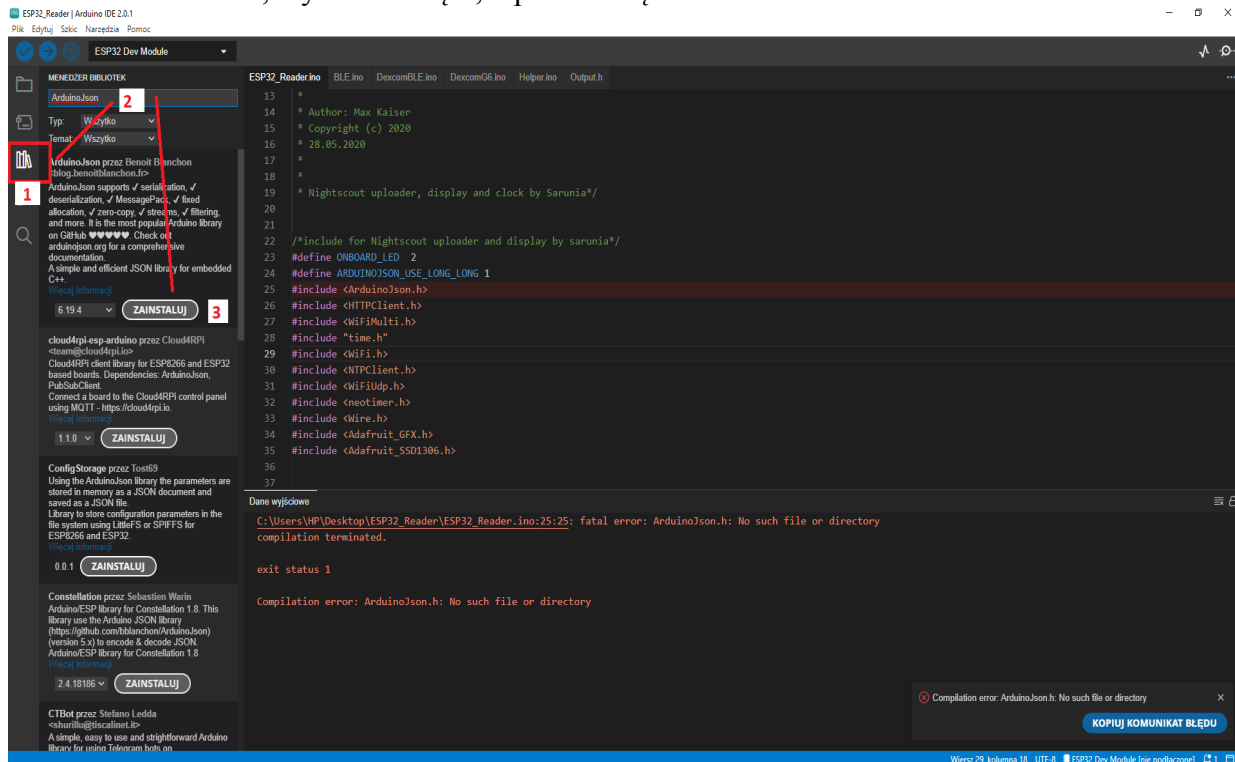 ESP32_Reader | Arduino IDE 2.0.1
Plik Edytuj Szkic Narzędzia Pomoc
ESP32 Dev Module
MENEDŻER BIBLIOTEK
ArduinoJson
2
Typ: Wszytko
Temat: Wszytko
ArduinoJson przez Benoit Blanchon
<blog.benoitblanchon.fr>
ArduinoJson supports ✓ serialization, ✓
deserialization, ✓ MessagePack, ✓ fixed
allocation, ✓ zero-copy, ✓ streams, ✓ filtering,
and more. It is the most popular Arduino library
on GitHub ♥♥♥♥♥. Check out
arduinojson.org for a comprehensive
documentation.
A simple and efficient JSON library for embedded
C++.
Więcej informacji
6.19.4 ZAINSTALUJ
3
1
cloud4rpi-esp-arduino przez Cloud4RPi
<team@cloud4rpi.io>
Cloud4RPi client library for ESP8266 and ESP32
based boards. Dependencies: ArduinoJson,
PubSubClient.
Connect a board to the Cloud4RPi control panel
using MQTT - https://cloud4rpi.io.
Więcej informacji
1.1.0 ZAINSTALUJ
ConfigStorage przez Tost69
Using the ArduinoJson library the parameters are
stored in memory as a JSON document and
saved as a JSON file.
Library to store configuration parameters in the
file system using LittleFS or SPIFFS for
ESP8266 and ESP32.
Więcej informacji
0.0.1 ZAINSTALUJ
Constellation przez Sebastien Warin
Arduino/ESP library for Constellation 1.8. This
library use the Arduino JSON library
(https://github.com/bblanchon/ArduinoJson)
(version 5.x) to encode & decode JSON.
Arduino/ESP library for Constellation 1.8
Więcej informacji
2.4.18186 ZAINSTALUJ
CTBot przez Stefano Ledda
<shurillu@tiscalinet.it>
A simple, easy to use and strightforward Arduino
library for using Telegram bots on
ESP32_Reader.ino BLE.ino DexcomBLE.ino DexcomG6.ino Helper.ino Output.h
13 *
14 * Author: Max Kaiser
15 * Copyright (c) 2020
16 * 28.05.2020
17 *
18 *
19 * Nightscout uploader, display and clock by Sarunia*/
20
21
22 /*include for Nightscout uploader and display by sarunia*/
23 #define ONBOARD_LED 2
24 #define ARDUINOJSON_USE_LONG_LONG 1
25 #include <ArduinoJson.h>
26 #include <HTTPClient.h>
27 #include <WiFiMulti.h>
28 #include "time.h"
29 #include <WiFi.h>
30 #include <NTPClient.h>
31 #include <WiFiUdp.h>
32 #include <neotimer.h>
33 #include <Wire.h>
34 #include <Adafruit_GFX.h>
35 #include <Adafruit_SSD1306.h>
36
37
Dane wyjściowe
C:\Users\HP\Desktop\ESP32_Reader\ESP32_Reader.ino:25:25: fatal error: ArduinoJson.h: No such file or directory
compilation terminated.
exit status 1
Compilation error: ArduinoJson.h: No such file or directory
Compilation error: ArduinoJson.h: No such file or directory
KOPIUJ KOMUNIKAT BŁĘDU
Wiersz 29, kolumna 18 UTF-8 ESP32 Dev Module [nie podłączone] 1